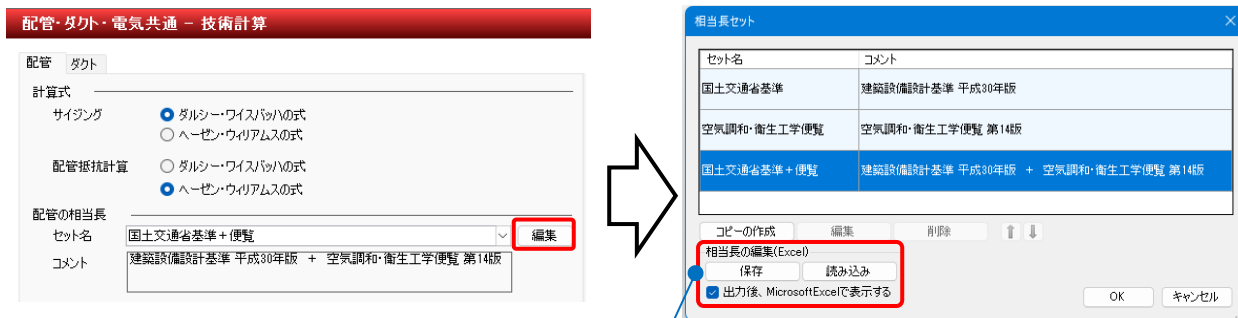 配管・ダクト・電気共通 － 技術計算
配管 ダクト
計算式
サイジング
ダルシー・ワイスバッハの式
ヘーゼン・ウィリアムスの式
配管抵抗計算
ダルシー・ワイスバッハの式
ヘーゼン・ウィリアムスの式
配管の相当長
セット名 国土交通省基準＋便覧 編集
コメント 建築設備設計基準 平成30年版 ＋ 空気調和・衛生工学便覧 第14版
相当長セット
セット名 コメント
国土交通省基準 建築設備設計基準 平成30年版
空気調和・衛生工学便覧 空気調和・衛生工学便覧 第14版
国土交通省基準＋便覧 建築設備設計基準 平成30年版 ＋ 空気調和・衛生工学便覧 第14版
コピーの作成 編集 削除
相当長の編集(Excel)
保存 読み込み
出力後、MicrosoftExcelで表示する
OK キャンセル